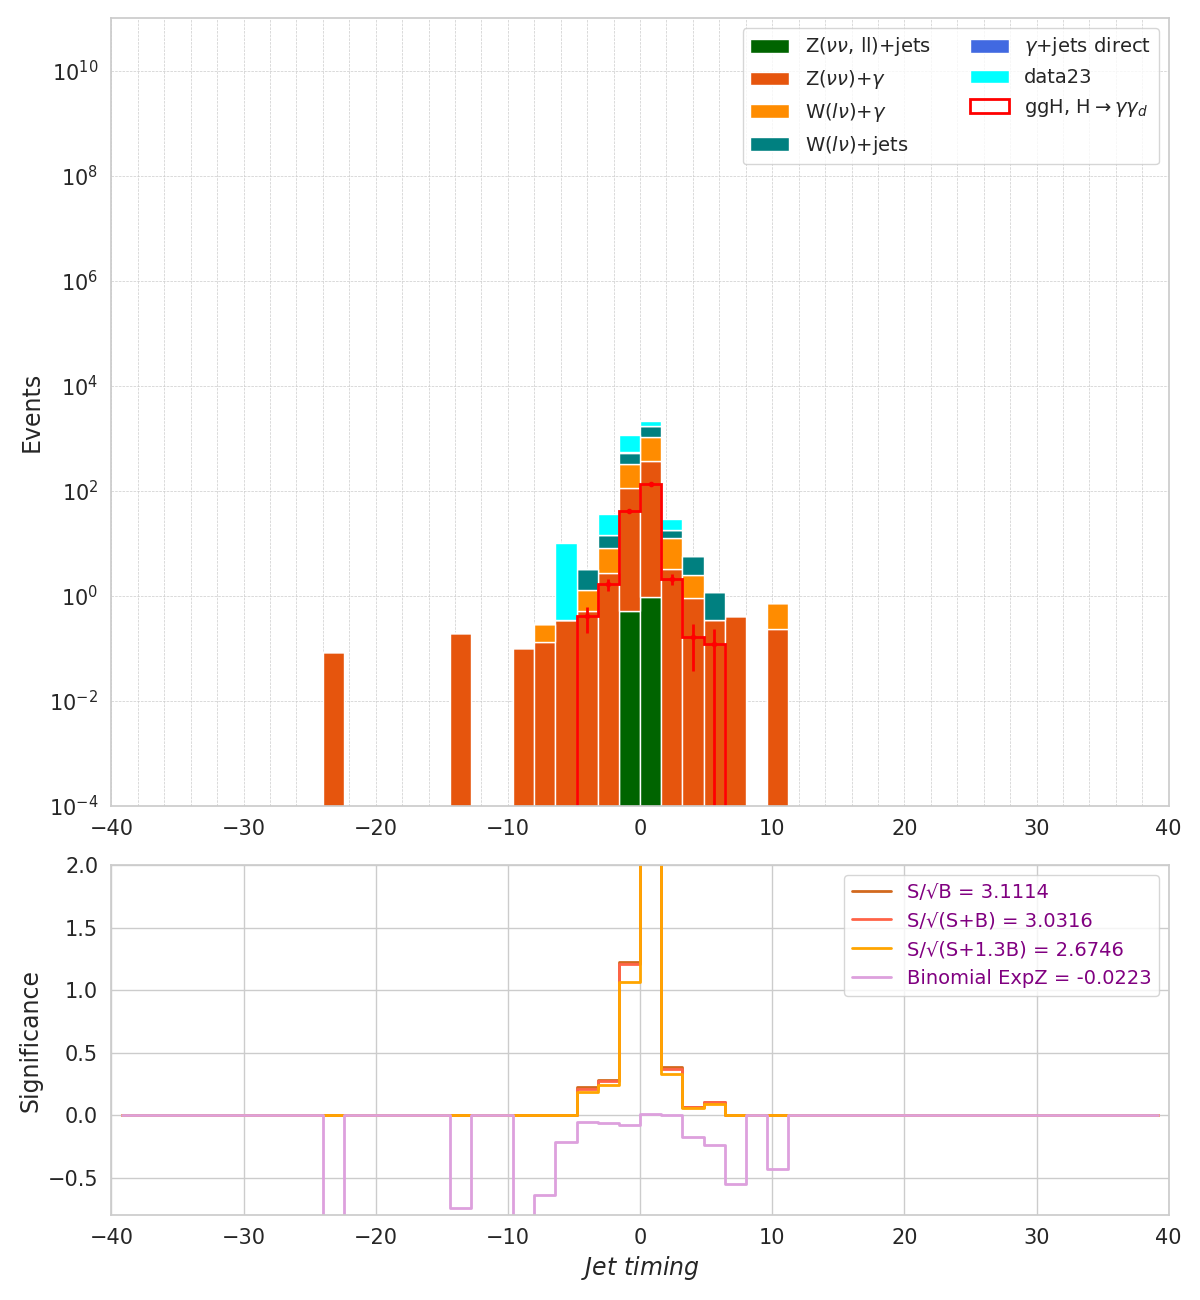 Z(νν, ll)+jets
Z(νν)+γ
W(lν)+γ
W(lν)+jets
γ+jets direct
data23
ggH, H→γγ_d
10^10
10^8
10^6
10^4
10^2
10^0
10^−2
10^−4
Events
−40 −30 −20 −10 0 10 20 30 40
2.0
1.5
1.0
0.5
0.0
−0.5
Significance
S/√B = 3.1114
S/√(S+B) = 3.0316
S/√(S+1.3B) = 2.6746
Binomial ExpZ = -0.0223
−40 −30 −20 −10 0 10 20 30 40
Jet timing